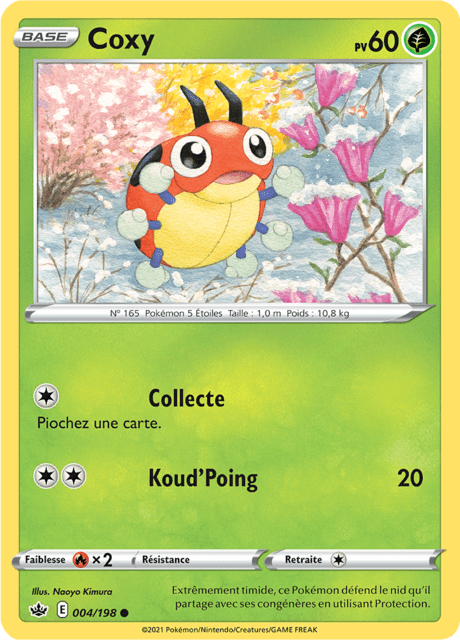 BASE Coxy PV60
N° 165 Pokémon 5 Étoiles Taille : 1,0 m Poids : 10,8 kg
Collecte
Piochez une carte.
Koud'Poing 20
Faiblesse ×2 Résistance Retraite
Illus. Naoyo Kimura
E 004/198
Extrêmement timide, ce Pokémon défend le nid qu'il
partage avec ses congénères en utilisant Protection.
©2021 Pokémon/Nintendo/Creatures/GAME FREAK